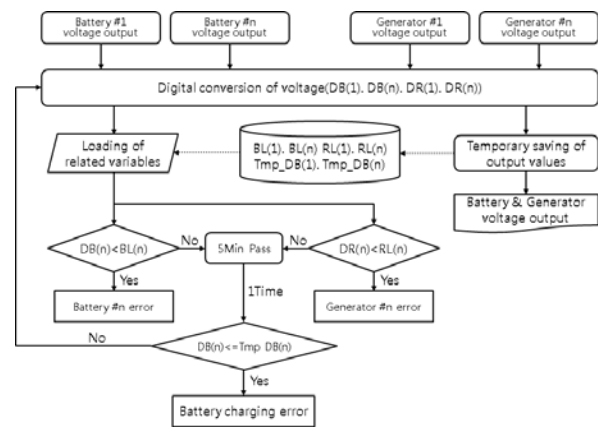 Battery #1
voltage output
Battery #n
voltage output
Generator #1
voltage output
Generator #n
voltage output
Digital conversion of voltage(DB(1). DB(n). DR(1). DR(n))
Loading of
related variables
BL(1). BL(n) RL(1). RL(n)
Tmp_DB(1). Tmp_DB(n)
Temporary saving of
output values
Battery & Generator
voltage output
DB(n)<BL(n)
No
5Min Pass
No
DR(n)<RL(n)
Yes
Yes
Battery #n error
1Time
Generator #n error
No
DB(n)<=Tmp DB(n)
Yes
Battery charging error